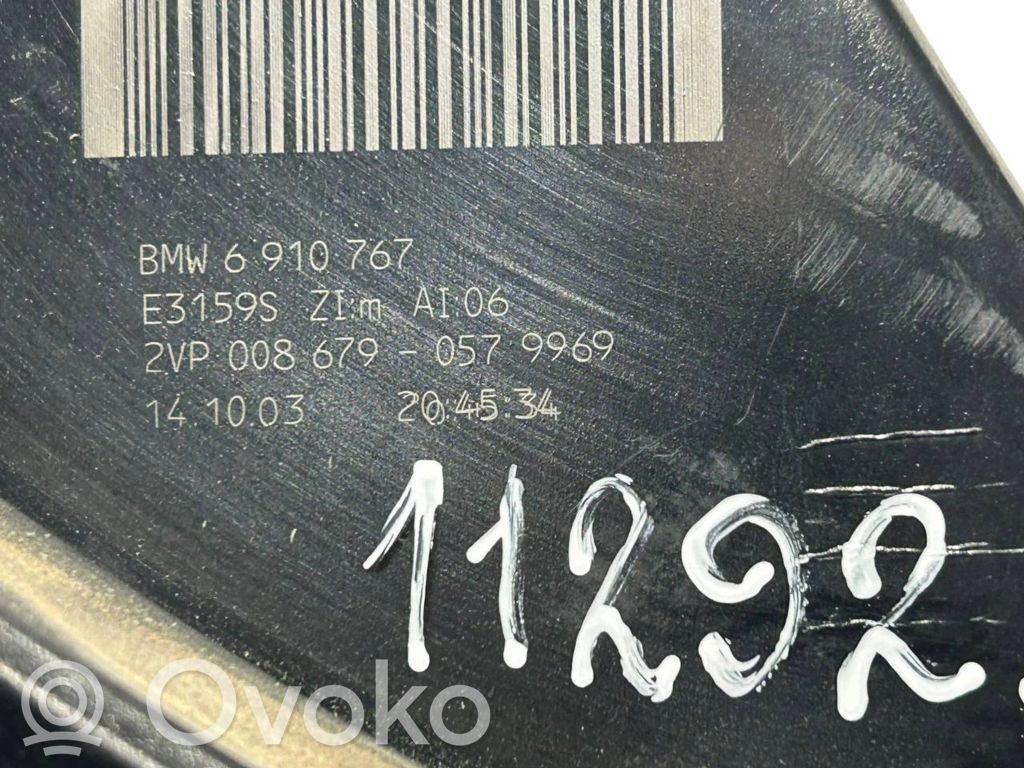 BMW 6 910 767
E3159S ZI:m AI:06
2VP 008 679 - 057 9969
14.10.03 20:45:34
11292
Ovoko